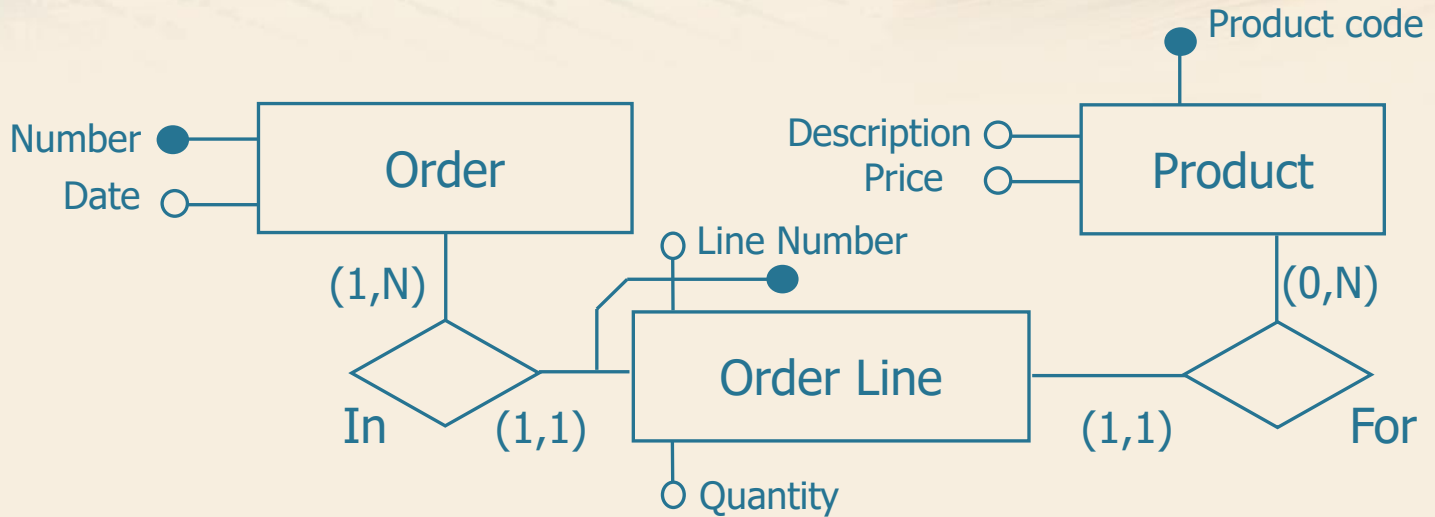 Product code
Number
Order
Description
Product
Date
Price
Line Number
(1,N)
(0,N)
Order Line
In
(1,1)
(1,1)
For
Quantity